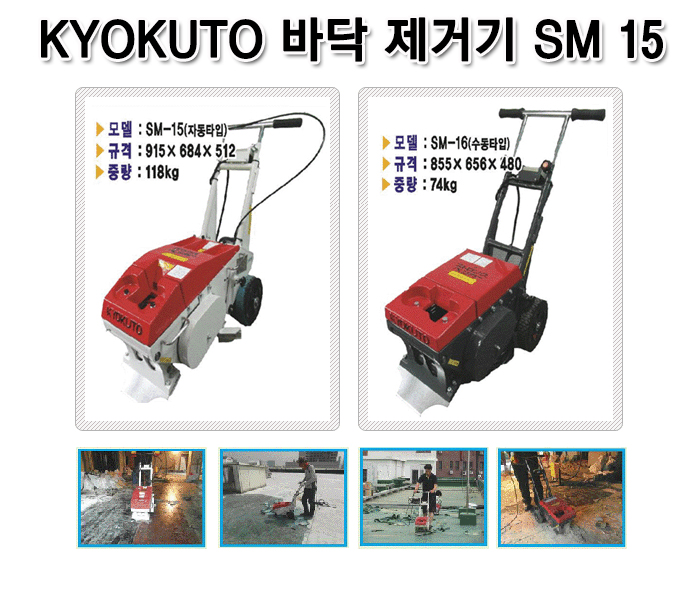 KYOKUTO 바닥 제거기 SM 15
▶ 모델 : SM-15(자동타입)
▶ 규격 : 915×684×512
▶ 중량 : 118kg
▶ 모델 : SM-16(수동타입)
▶ 규격 : 855×656×480
▶ 중량 : 74kg
KYOKUTO
KYOKUTO